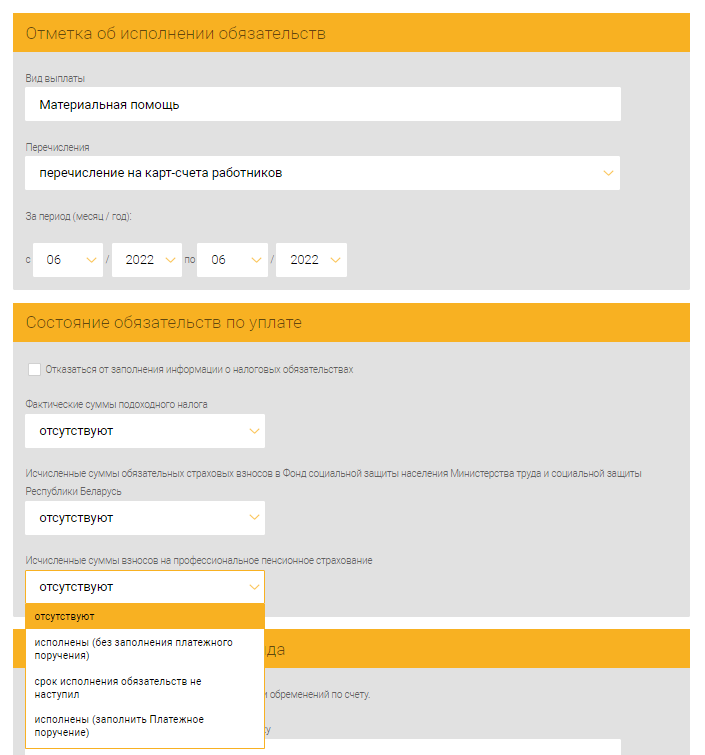 Отметка об исполнении обязательств
Вид выплаты
Материальная помощь
Перечисления
перечисление на карт-счета работников
За период (месяц / год):
с 06 / 2022 по 06 / 2022
Состояние обязательств по уплате
Отказаться от заполнения информации о налоговых обязательствах
Фактические суммы подоходного налога
отсутствуют
Исчисленные суммы обязательных страховых взносов в Фонд социальной защиты населения Министерства труда и социальной защиты
Республики Беларусь
отсутствуют
Исчисленные суммы взносов на профессиональное пенсионное страхование
отсутствуют
отсутствуют
исполнены (без заполнения платежного
поручения)
срок исполнения обязательств не
наступил
исполнены (заполнить Платежное
поручение)
да
и обременений по счету.